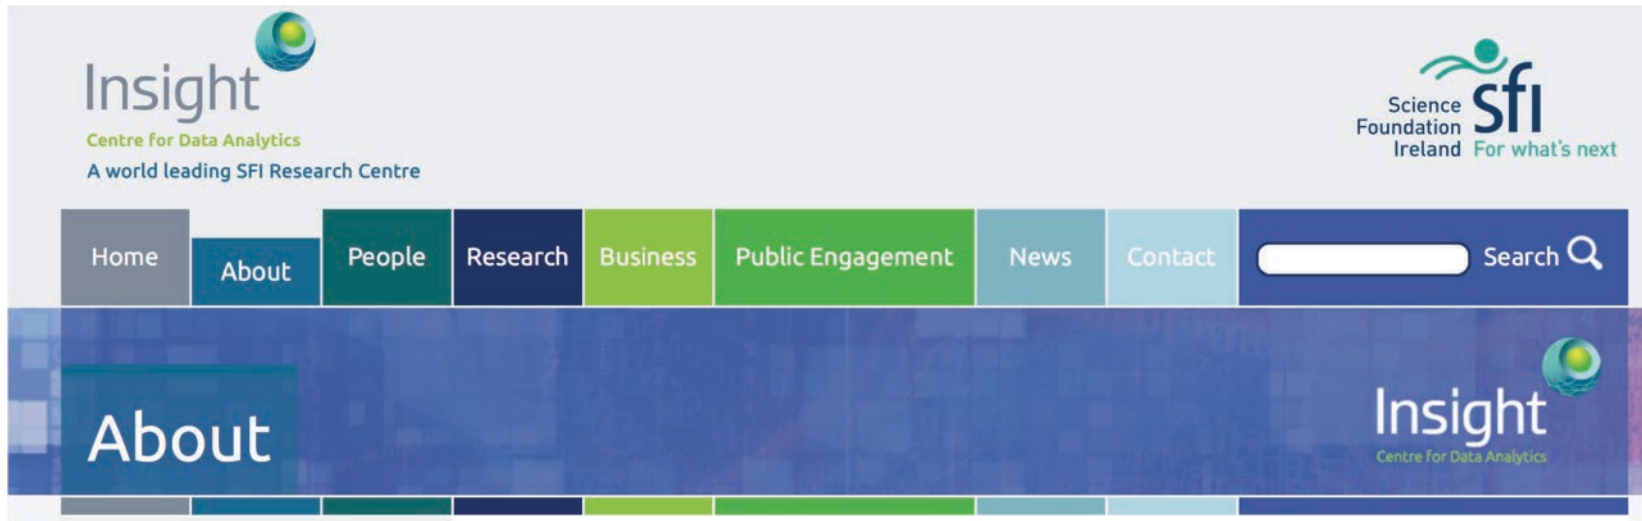 Insight
Centre for Data Analytics
A world leading SFI Research Centre
Science
Foundation
Ireland
sfi
For what's next
Home About People Research Business Public Engagement News Contact Search
About
Insight
Centre for Data Analytics